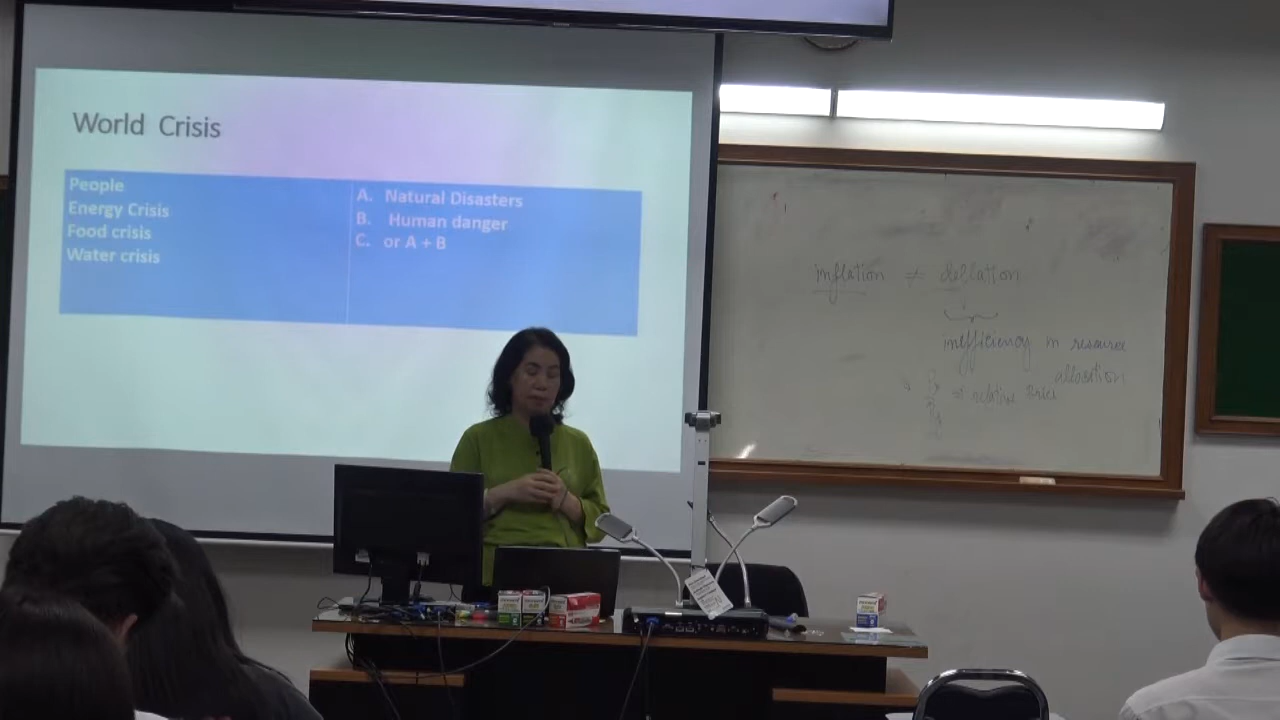 World Crisis
People
Energy Crisis
Food crisis
Water crisis
A. Natural Disasters
B. Human danger
C. or A + B
inflation ≠ deflation
inefficiency in resource
allocation
⇒ relative